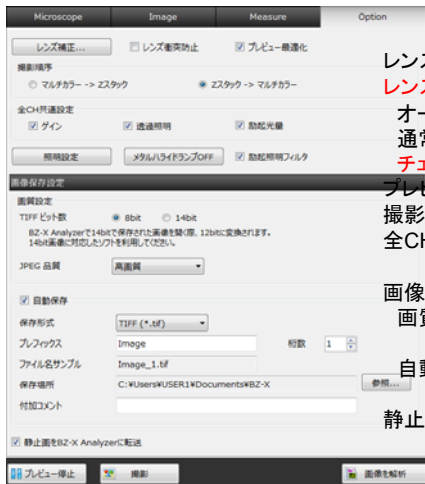 Microscope Image Measure Option
レンズ補正... レンズ衝突防止 プレビュー最適化
撮影順序
マルチカラー -> Zスタック Zスタック -> マルチカラー
全CH共通設定
ゲイン 透過照明 励起光量
照明設定 メタルハライドランプOFF 励起照明フィルタ
画像保存設定
画質設定
TIFF ビット数 8bit 14bit
BZ-X Analyzerで14bitで保存された画像を開く際、12bitに変換されます。
14bit画像に対応したソフトを利用してください。
JPEG 品質 高画質
自動保存
保存形式 TIFF (*.tif)
プレフィックス Image 桁数 1
ファイル名サンプル Image_1.tif
保存場所 C:¥Users¥USER1¥Documents¥BZ-X 参照...
付加コメント
静止画をBZ-X Analyzerに転送
プレビュー停止 撮影 画像を解析
レンズ
レンズ
オー
通常
チェ
プレビ
撮影
全CH
画像
画質
自動
静止